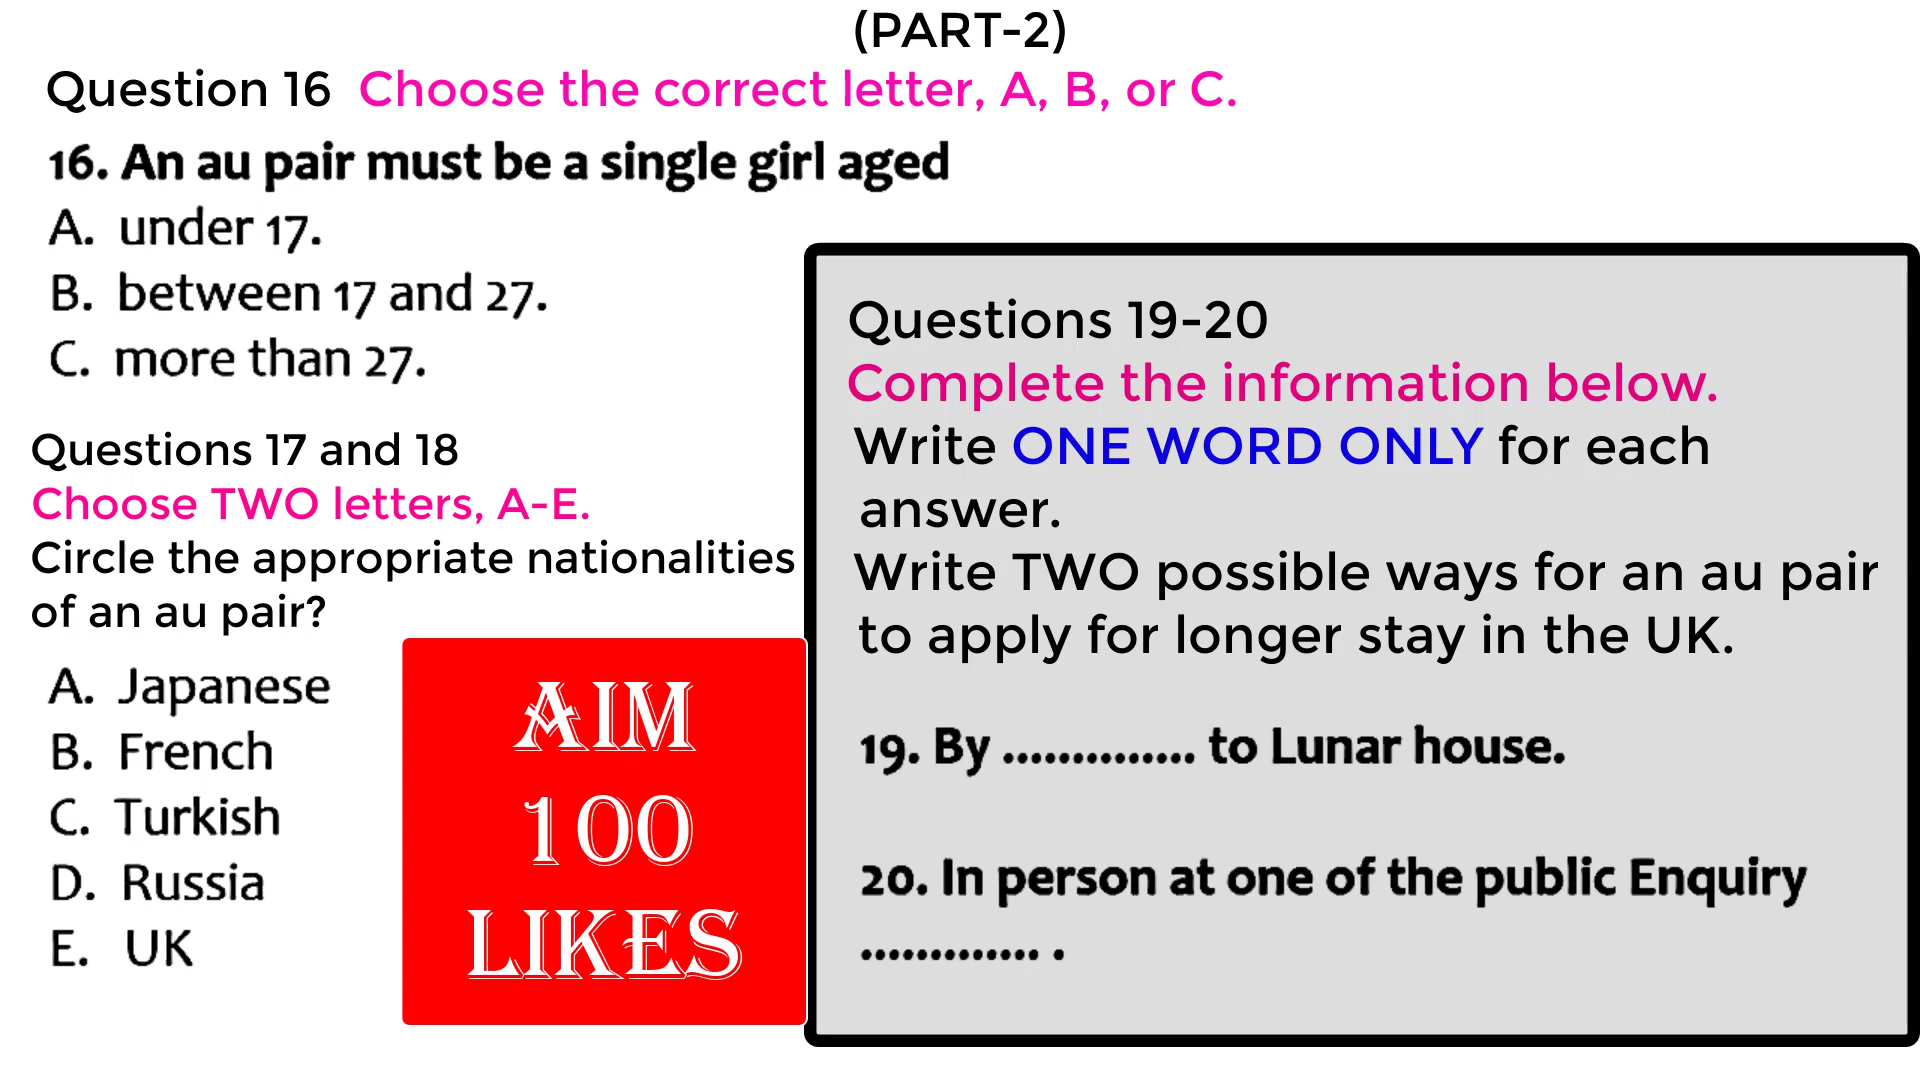 (PART-2)
Question 16 Choose the correct letter, A, B, or C.
16. An au pair must be a single girl aged
A. under 17.
B. between 17 and 27.
C. more than 27.
Questions 17 and 18
Choose TWO letters, A-E.
Circle the appropriate nationalities
of an au pair?
A. Japanese
B. French
C. Turkish
D. Russia
E. UK
AIM
100
LIKES
Questions 19-20
Complete the information below.
Write ONE WORD ONLY for each
answer.
Write TWO possible ways for an au pair
to apply for longer stay in the UK.
19. By .............. to Lunar house.
20. In person at one of the public Enquiry
............. .